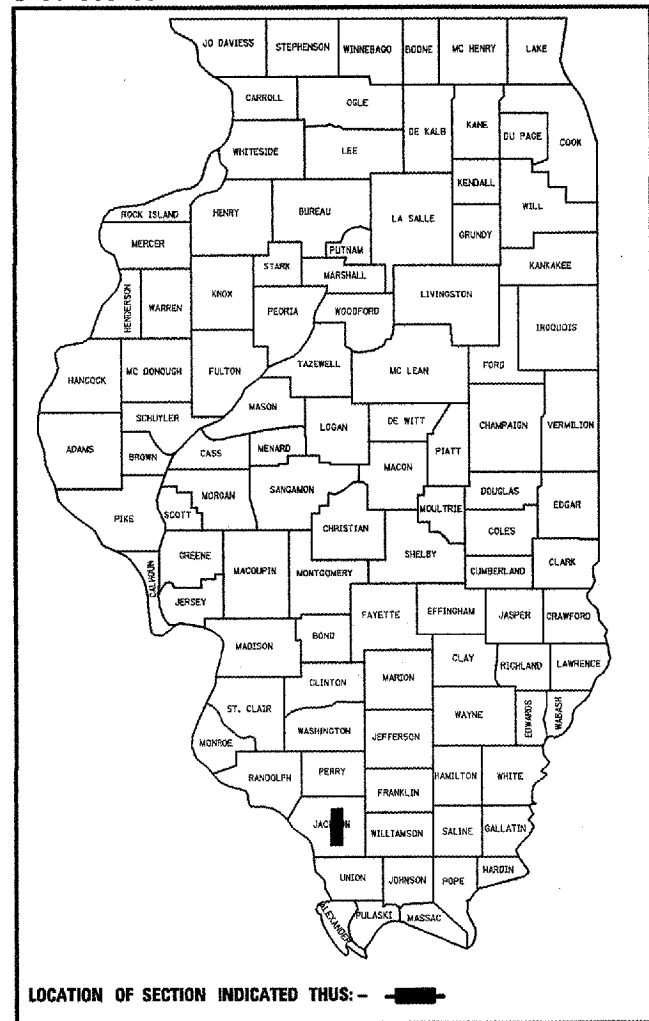 JO DAVIESS STEPHENSON WINNEBAGO BOONE MC HENRY LAKE
CARROLL OGLE KANE
DE KALB DU PAGE COOK
WHITESIDE LEE
KENDALL
ROCK ISLAND HENRY BUREAU LA SALLE WILL
MERCER PUTNAM GRUNDY
STARK MARSHALL KANKAKEE
HENDERSON WARREN KNOX PEORIA WOODFORD LIVINGSTON
IROQUOIS
TAZEWELL MC LEAN FORD
HANCOCK MC DONOUGH FULTON
MASON
SCHUYLER LOGAN DE WITT CHAMPAIGN VERMILION
ADAMS BROWN CASS MENARD MACON PIATT
SANGAMON DOUGLAS
PIKE SCOTT MORGAN MOULTRIE EDGAR
CHRISTIAN COLES
GREENE SHELBY
CALHOUN MACOUPIN MONTGOMERY CUMBERLAND CLARK
JERSEY
FAYETTE EFFINGHAM JASPER CRAWFORD
MADISON BOND
CLAY RICHLAND LAWRENCE
CLINTON MARION
ST. CLAIR WAYNE EDWARDS WABASH
WASHINGTON JEFFERSON
MONROE
RANDOLPH PERRY HAMILTON WHITE
FRANKLIN
JAC ON WILLIAMSON SALINE GALLATIN
UNION JOHNSON POPE HARDIN
ALEXANDER PULASKI MASSAC
LOCATION OF SECTION INDICATED THUS: -